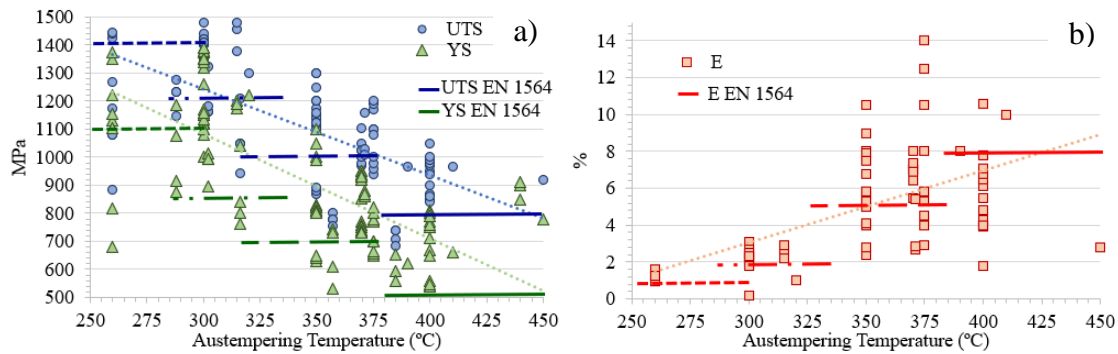 1500
1400
1300
1200
1100
1000
900
800
700
600
500
MPa
250 275 300 325 350 375 400 425 450
Austempering Temperature (ºC)
UTS
YS
UTS EN 1564
YS EN 1564
a)
14
12
10
8
6
4
2
0
%
250 275 300 325 350 375 400 425 450
Austempering Temperature (ºC)
E
E EN 1564
b)